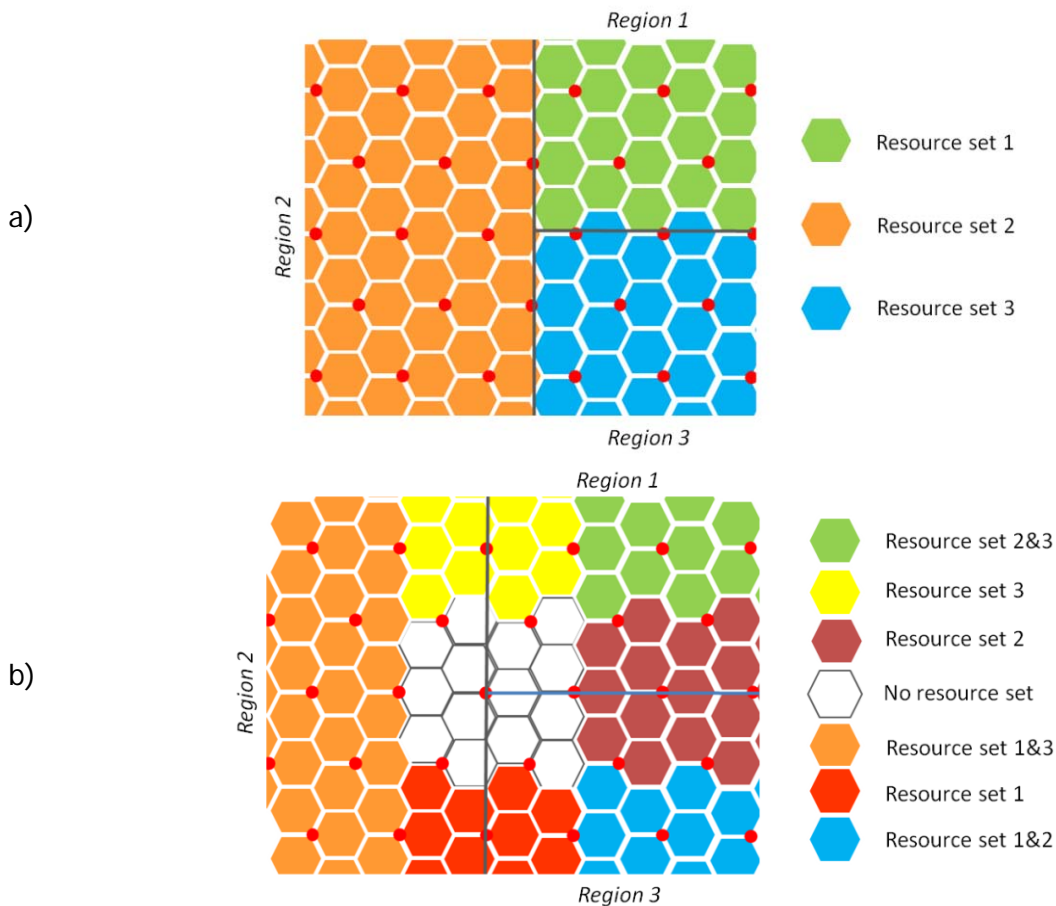 Region 1
a)
Region 2
Resource set 1
Resource set 2
Resource set 3
Region 3
b)
Region 1
Region 2
Resource set 2&3
Resource set 3
Resource set 2
No resource set
Resource set 1&3
Resource set 1
Resource set 1&2
Region 3